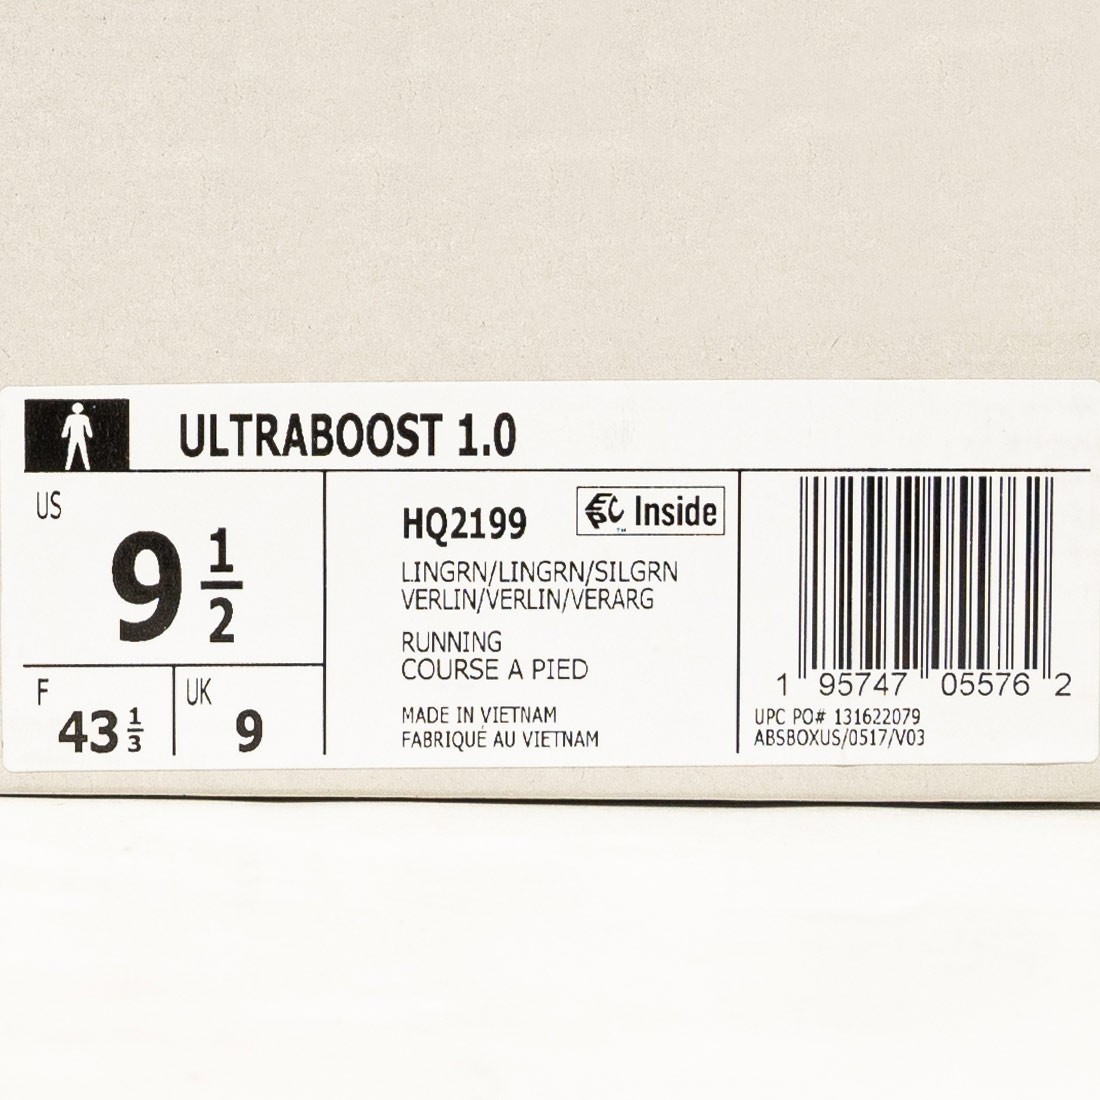 ULTRABOOST 1.0
US
9 1/2
F
43 1/3
UK
9
HQ2199
EPC Inside
™
LINGRN/LINGRN/SILGRN
VERLIN/VERLIN/VERARG
RUNNING
COURSE A PIED
MADE IN VIETNAM
FABRIQUÉ AU VIETNAM
1 95747 05576 2
UPC PO# 131622079
ABSBOXUS/0517/V03